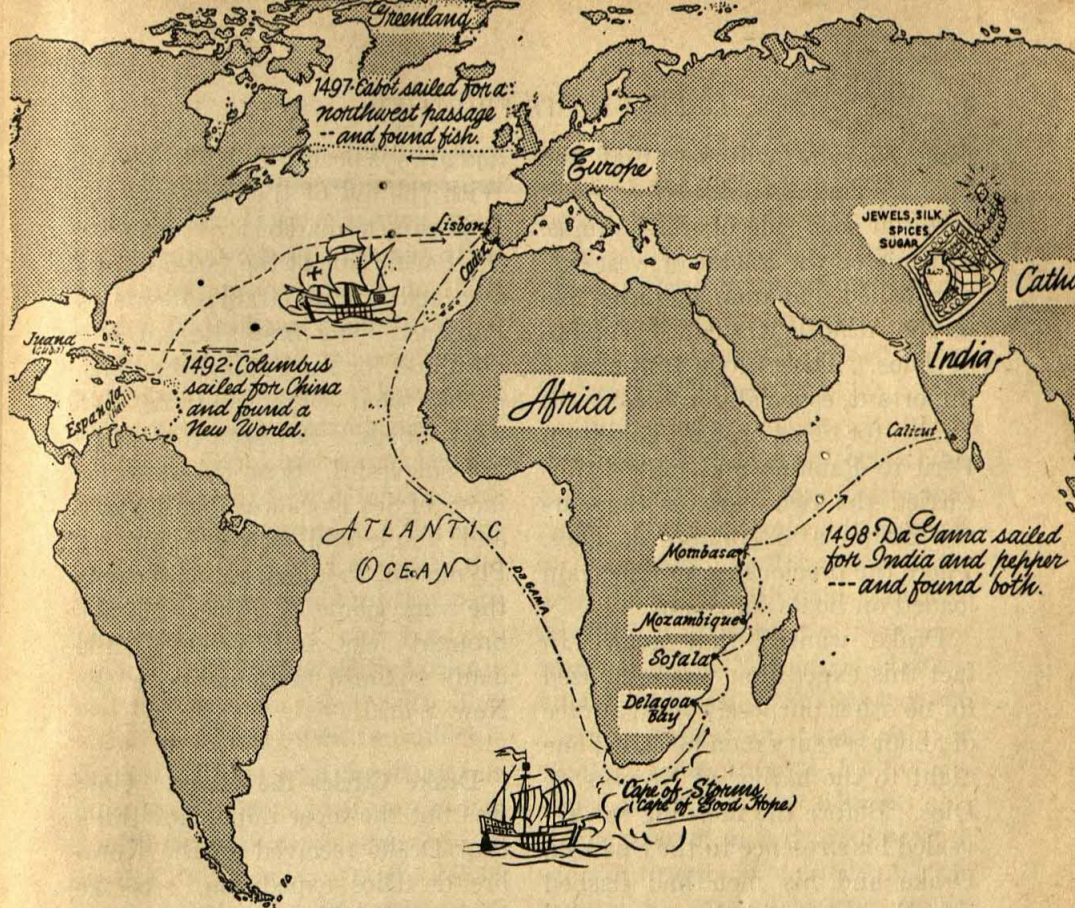 Greenland
1497·Cabot sailed for a
northwest passage
--and found fish.
Europe
Lisbon
Cadiz
JEWELS, SILK
SPICES
SUGAR
Catha
India
Calicut
Juana
(Cuba)
Espanola
(Haiti)
1492·Columbus
sailed for China
and found a
New World.
Africa
ATLANTIC
OCEAN
DA GAMA
Mombasa
Mozambique
Sofala
Delagoa
Bay
1498·Da Gama sailed
for India and pepper
---and found both.
Cape of Storms
(Cape of Good Hope)